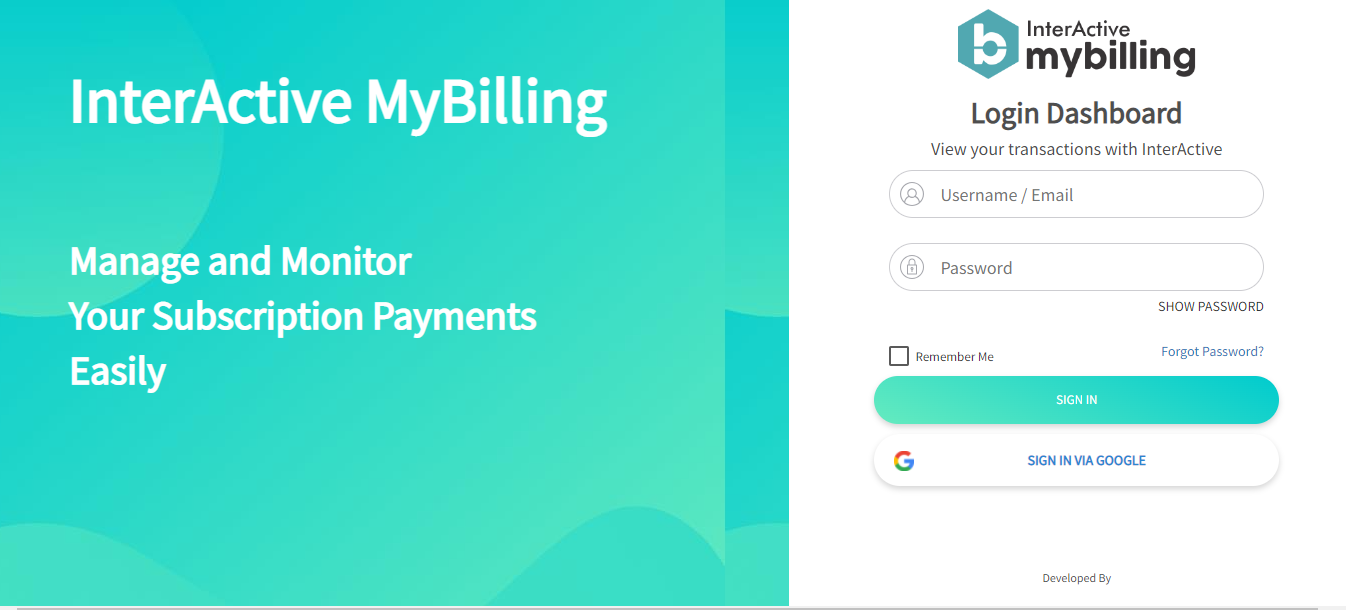 InterActive MyBilling
Manage and Monitor
Your Subscription Payments
Easily
InterActive
mybilling
Login Dashboard
View your transactions with InterActive
Username / Email
Password
SHOW PASSWORD
Remember Me
Forgot Password?
SIGN IN
SIGN IN VIA GOOGLE
Developed By